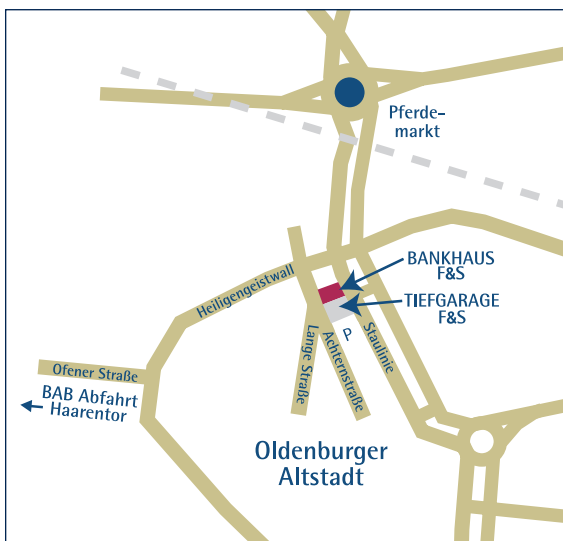 Pferde-
markt
BANKHAUS
F&S
TIEFGARAGE
F&S
Heiligengeistwall
P
Lange Straße
Achternstraße
Staulinie
Ofener Straße
BAB Abfahrt
Haarentor
Oldenburger
Altstadt